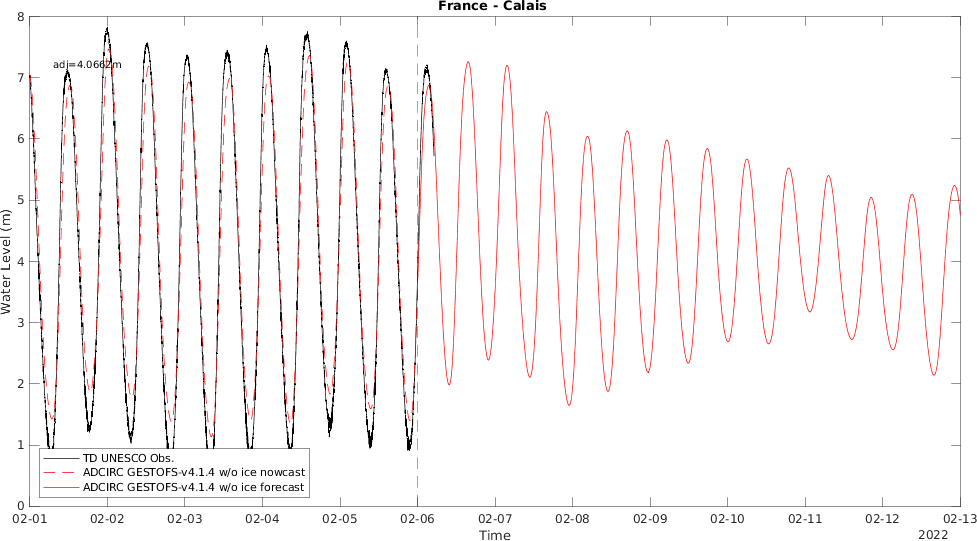 France - Calais
8
7
6
5
4
3
2
1
0
Water Level (m)
adj=4.0662m
TD UNESCO Obs.
ADCIRC GESTOFS-v4.1.4 w/o ice nowcast
ADCIRC GESTOFS-v4.1.4 w/o ice forecast
02-01 02-02 02-03 02-04 02-05 02-06 02-07 02-08 02-09 02-10 02-11 02-12 02-13
Time
2022